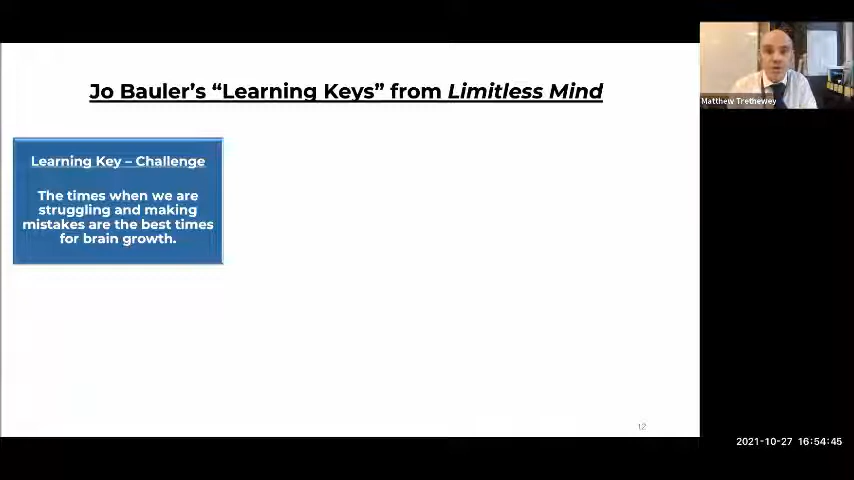 Jo Bauler's "Learning Keys" from Limitless Mind
Matthew Trethewey
Learning Key – Challenge
The times when we are
struggling and making
mistakes are the best times
for brain growth.
12
2021-10-27 16:54:45